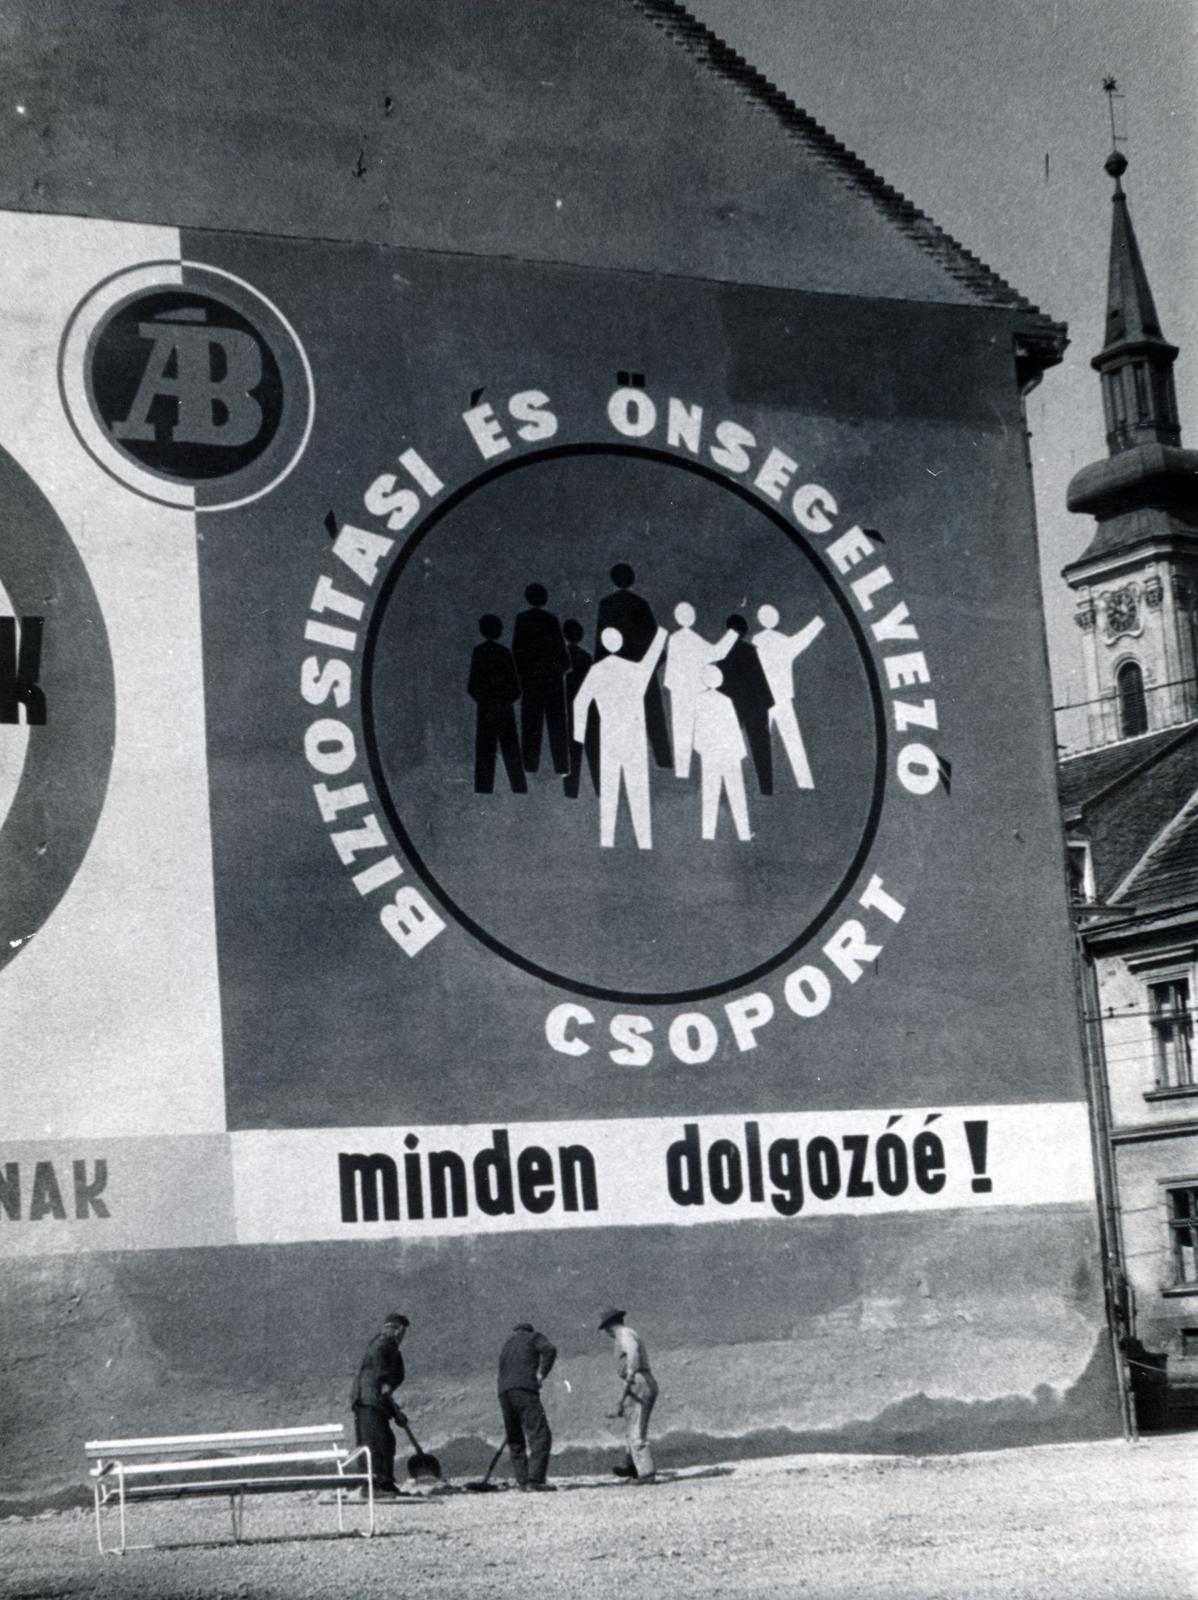 ÁB
BIZTOSITÁSI ÉS ÖNSEGÉLYEZŐ
CSOPORT
K
NAK
minden dolgozóé!